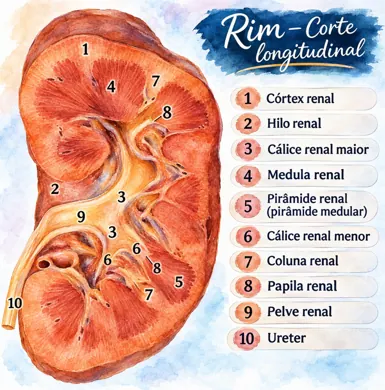 Rim – Corte
longitudinal
1 Córtex renal
2 Hilo renal
3 Cálice renal maior
4 Medula renal
5 Pirâmide renal
(pirâmide medular)
6 Cálice renal menor
7 Coluna renal
8 Papila renal
9 Pelve renal
10 Ureter
1
7
4
8
2
3
9
3
6
6
8
5
7
10